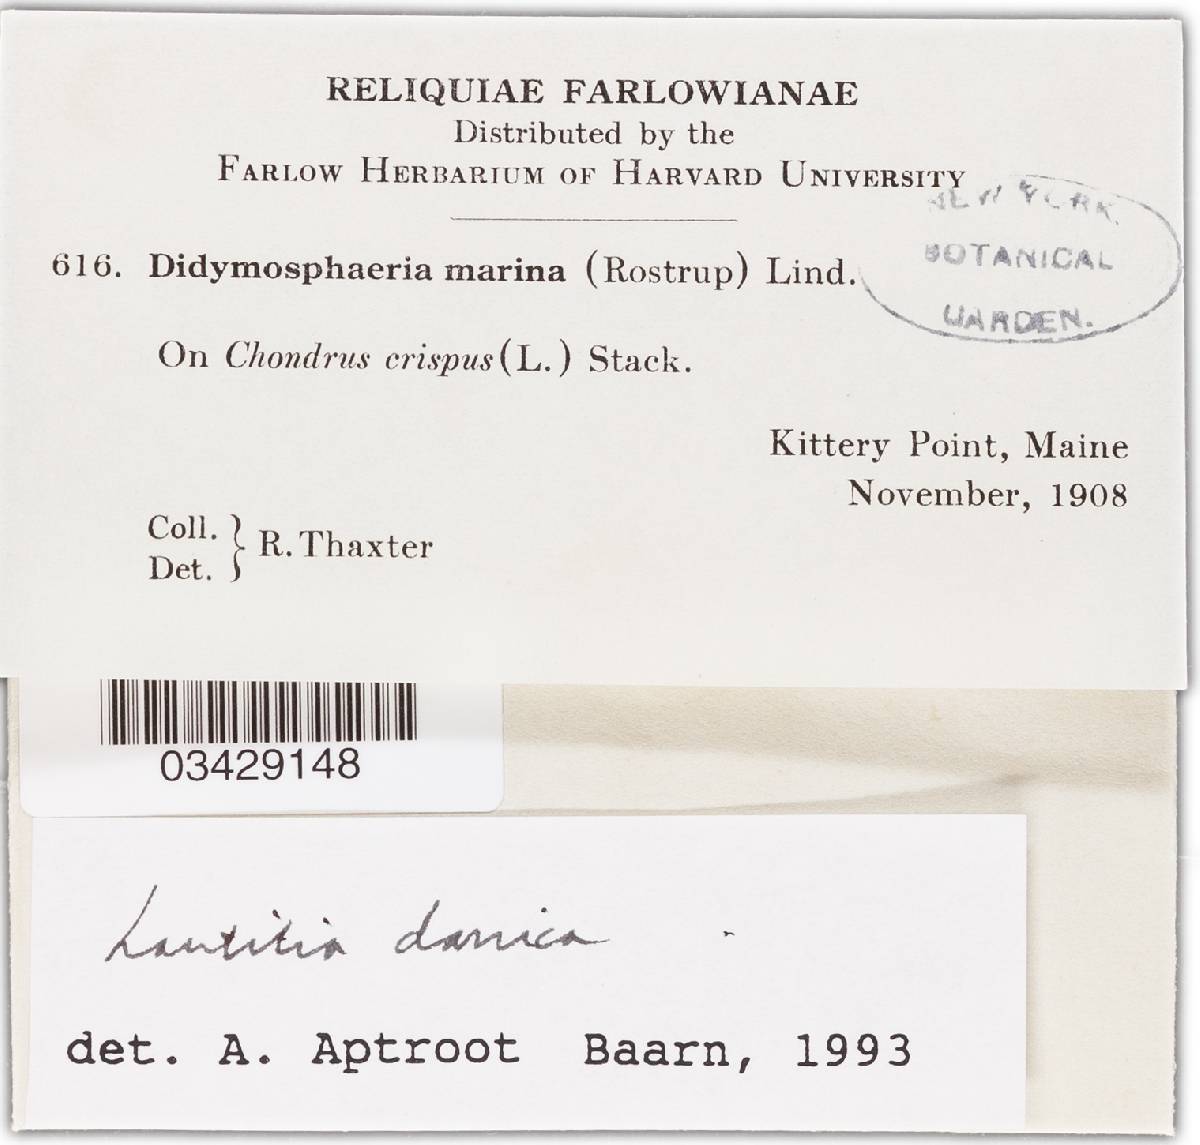 RELIQUIAE FARLOWIANAE
Distributed by the
FARLOW HERBARIUM OF HARVARD UNIVERSITY
NEW YORK
BOTANICAL
GARDEN.
616. Didymosphaeria marina (Rostrup) Lind.
On Chondrus crispus (L.) Stack.
Kittery Point, Maine
November, 1908
Coll.
Det. } R. Thaxter
03429148
Lautitia danica
det. A. Aptroot Baarn, 1993